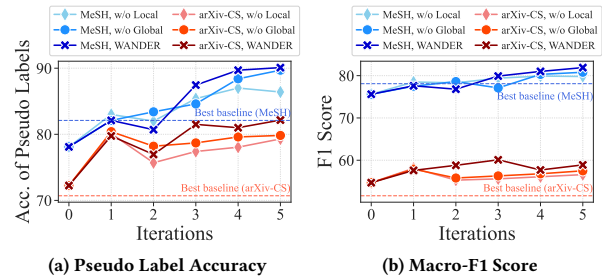 MeSH, w/o Local
arXiv-CS, w/o Local
MeSH, w/o Global
arXiv-CS, w/o Global
MeSH, WANDER
arXiv-CS, WANDER
Acc. of Pseudo Labels
90
80
70
Best baseline (MeSH)
Best baseline (arXiv-CS)
0 1 2 3 4 5
Iterations
(a) Pseudo Label Accuracy
MeSH, w/o Local
arXiv-CS, w/o Local
MeSH, w/o Global
arXiv-CS, w/o Global
MeSH, WANDER
arXiv-CS, WANDER
F1 Score
80
70
60
Best baseline (MeSH)
Best baseline (arXiv-CS)
0 1 2 3 4 5
Iterations
(b) Macro-F1 Score